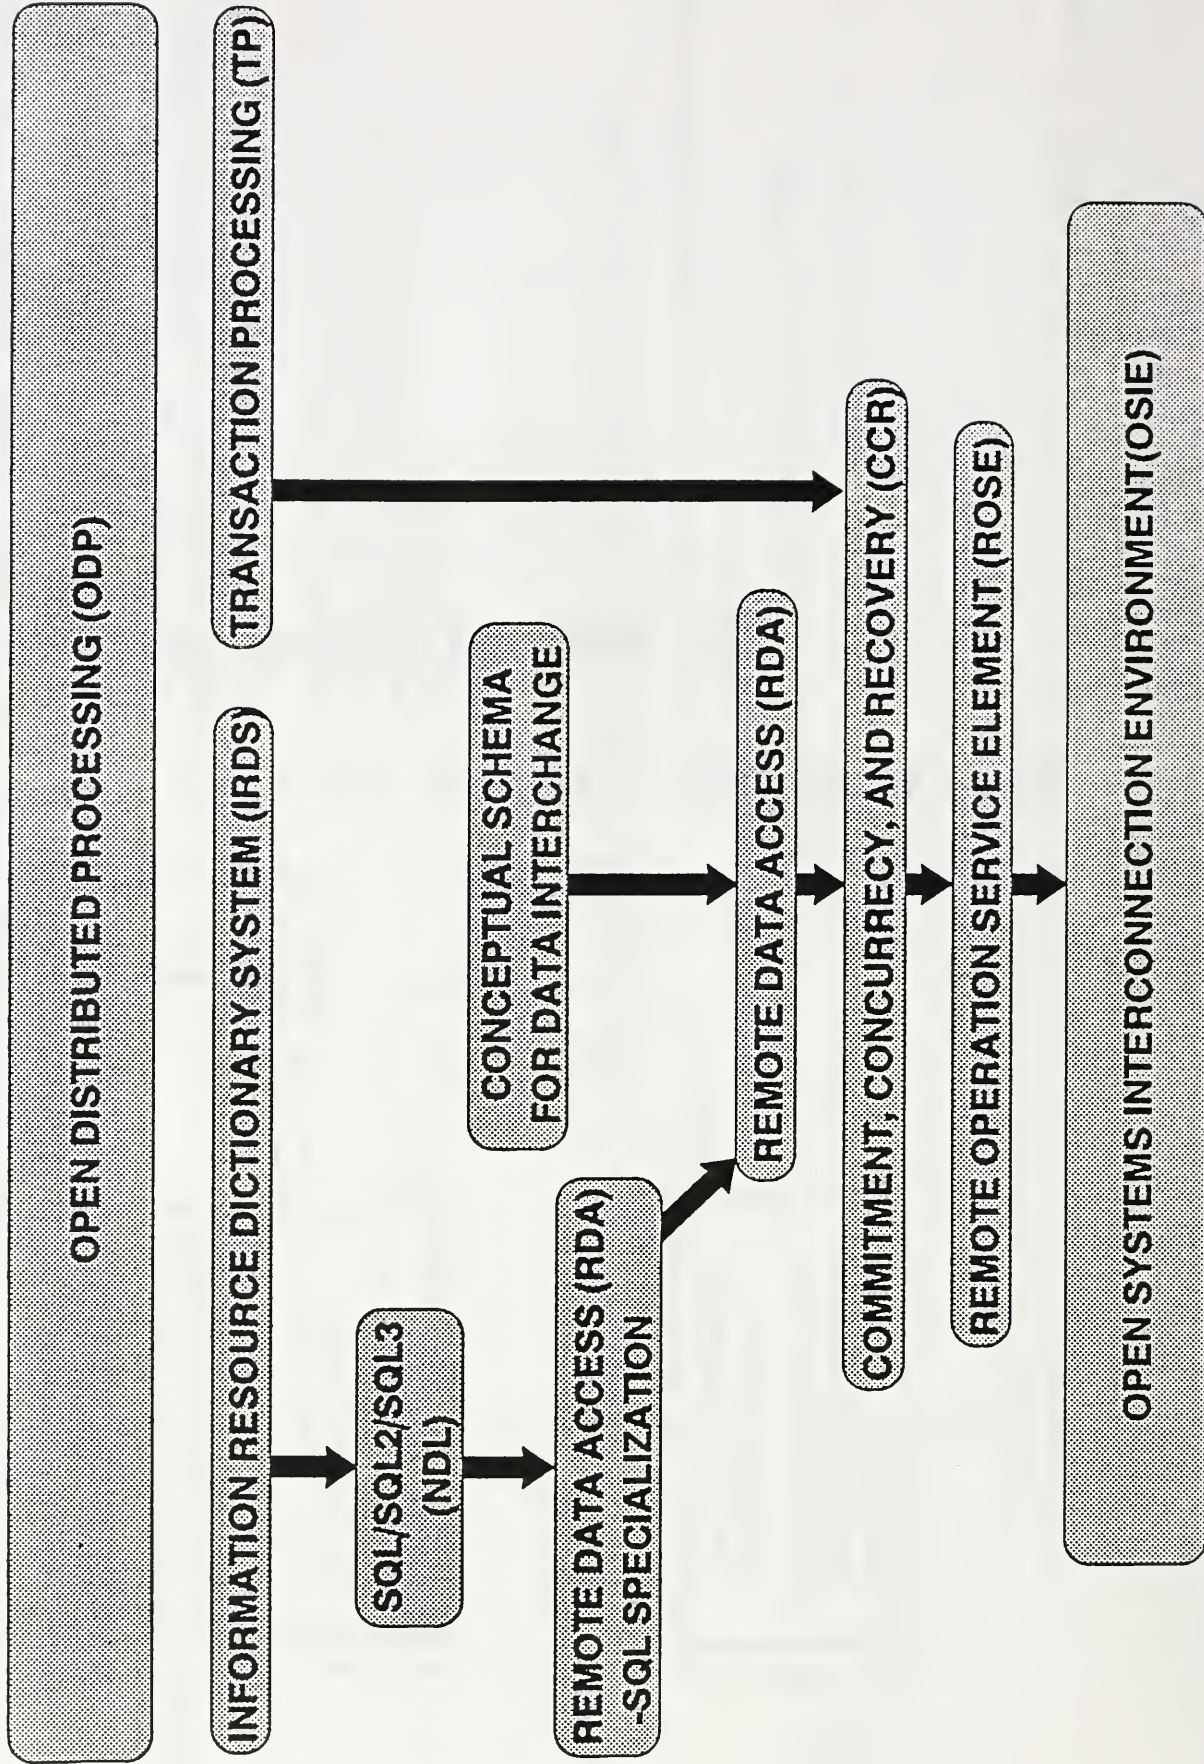 OPEN DISTRIBUTED PROCESSING (ODP)
INFORMATION RESOURCE DICTIONARY SYSTEM (IRDS)
TRANSACTION PROCESSING (TP)
SQL/SQL2/SQL3
(NDL)
CONCEPTUAL SCHEMA
FOR DATA INTERCHANGE
REMOTE DATA ACCESS (RDA)
-SQL SPECIALIZATION
REMOTE DATA ACCESS (RDA)
COMMITMENT, CONCURRECY, AND RECOVERY (CCR)
REMOTE OPERATION SERVICE ELEMENT (ROSE)
OPEN SYSTEMS INTERCONNECTION ENVIRONMENT(OSIE)